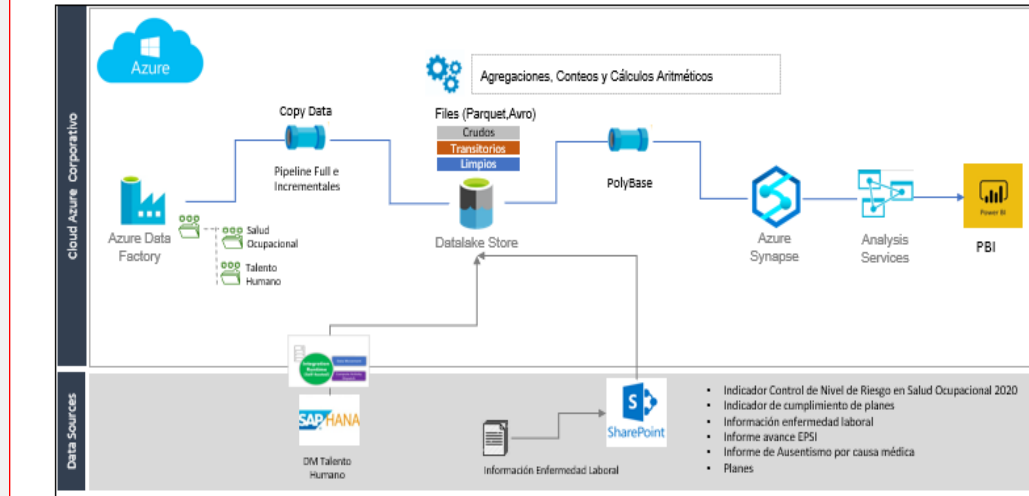 Cloud Azure Corporativo
Azure
Agregaciones, Conteos y Cálculos Aritméticos
Copy Data
Files (Parquet,Avro)
Crudos
Transitorios
Limpios
Pipeline Full e
Incrementales
PolyBase
Azure Data
Factory
Salud
Ocupacional
Talento
Humano
Datalake Store
Azure
Synapse
Analysis
Services
Power BI
PBI
Integration
Runtime
Data Sources
SAP HANA
DM Talento
Humano
Información Enfermedad Laboral
S
SharePoint
• Indicador Control de Nivel de Riesgo en Salud Ocupacional 2020
• Indicador de cumplimiento de planes
• Información enfermedad laboral
• Informe avance EPSI
• Informe de Ausentismo por causa médica
• Planes